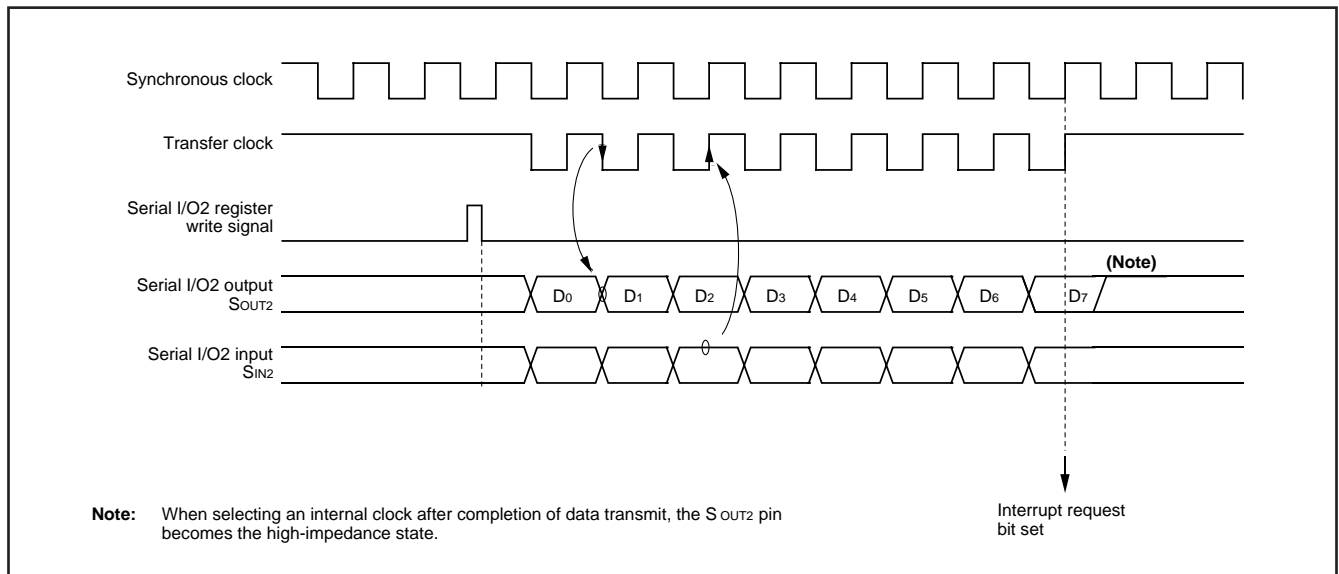 Synchronous clock
Transfer clock
Serial I/O2 register
write signal
Serial I/O2 output
SOUT2
(Note)
D0 D1 D2 D3 D4 D5 D6 D7
Serial I/O2 input
SIN2
Note: When selecting an internal clock after completion of data transmit, the S OUT2 pin
becomes the high-impedance state.
Interrupt request
bit set